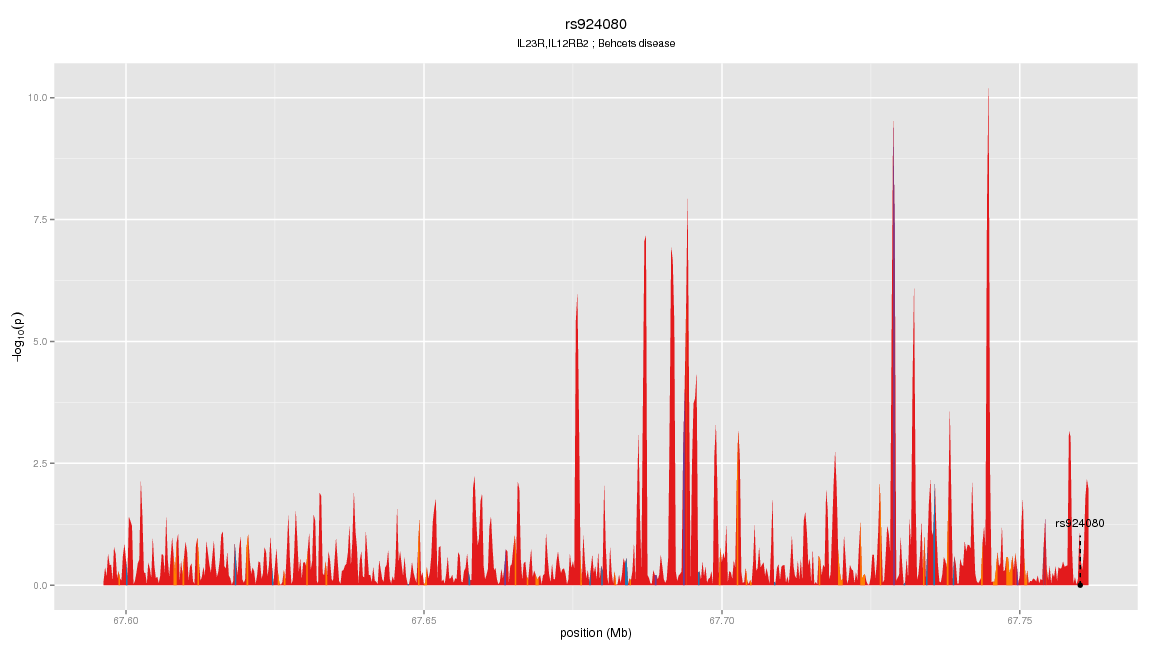 rs924080
IL23R,IL12RB2 ; Behcets disease
10.0
7.5
5.0
2.5
0.0
−log10(p)
rs924080
67.60 67.65 67.70 67.75
position (Mb)